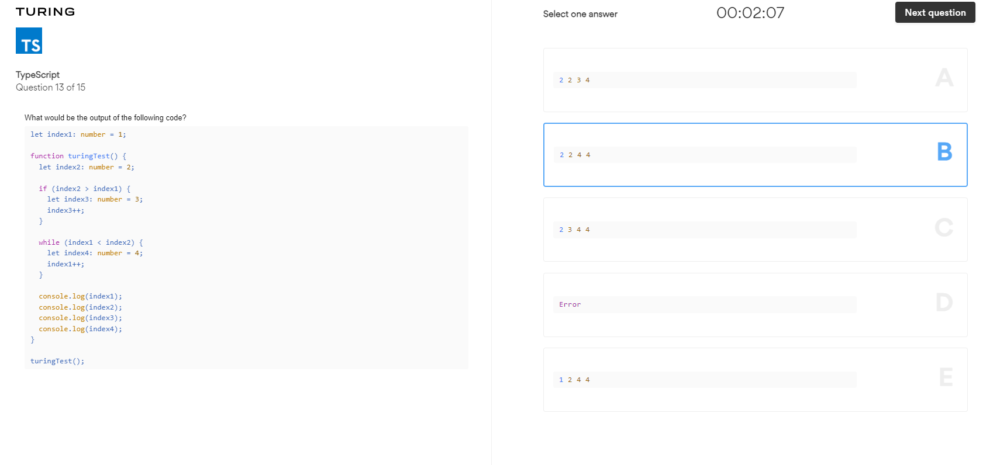 TURING
TS
TypeScript
Question 13 of 15
What would be the output of the following code?
let index1: number = 1;
function turingTest() {
  let index2: number = 2;
  if (index2 > index1) {
    let index3: number = 3;
    index3++;
  }
  while (index1 < index2) {
    let index4: number = 4;
    index1++;
  }
  console.log(index1);
  console.log(index2);
  console.log(index3);
  console.log(index4);
}
turingTest();
Select one answer
00:02:07
Next question
2 2 3 4
A
2 2 4 4
B
2 3 4 4
C
Error
D
1 2 4 4
E